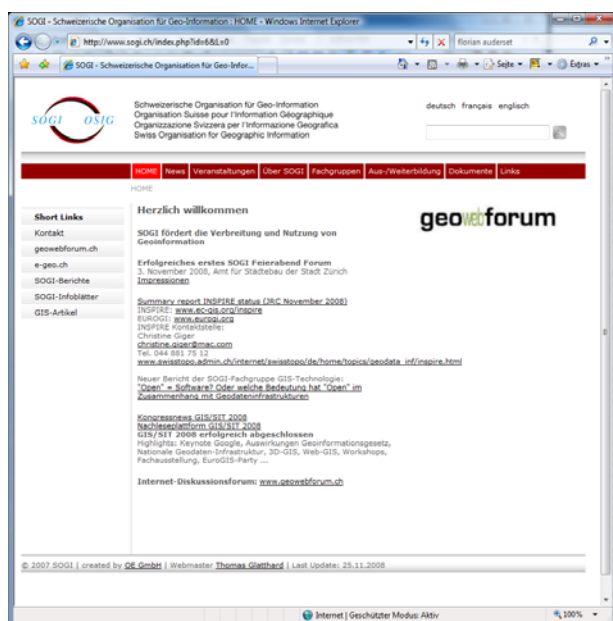 SOGI - Schweizerische Organisation für Geo-Information : HOME - Windows Internet Explorer
http://www.sogi.ch/index.php?id=6&L=0
florian auderset
SOGI - Schweizerische Organisation für Geo-Infor...
Seite
Extras
SOGI OSIG
Schweizerische Organisation für Geo-Information
Organisation Suisse pour l'Information Géographique
Organizzazione Svizzera per l'Informazione Geografica
Swiss Organisation for Geographic Information
deutsch français englisch
HOME News Veranstaltungen Über SOGI Fachgruppen Aus-/Weiterbildung Dokumente Links
HOME
Short Links
Kontakt
geowebforum.ch
e-geo.ch
SOGI-Berichte
SOGI-Infoblätter
GIS-Artikel
Herzlich willkommen
geowebforum
SOGI fördert die Verbreitung und Nutzung von
Geoinformation
Erfolgreiches erstes SOGI Feierabend Forum
3. November 2008, Amt für Städtebau der Stadt Zürich
Impressionen
Summary report INSPIRE status (JRC November 2008)
INSPIRE: www.ec-gis.org/inspire
EUROGI: www.eurogi.org
INSPIRE Kontaktstelle:
Christine Giger
christine.giger@mac.com
Tel. 044 881 75 12
www.swisstopo.admin.ch/internet/swisstopo/de/home/topics/geodata_inf/inspire.html
Neuer Bericht der SOGI-Fachgruppe GIS-Technologie:
"Open" = Software? Oder welche Bedeutung hat "Open" im
Zusammenhang mit Geodateninfrastrukturen
Kongressnews GIS/SIT 2008
Nachleseplattform GIS/SIT 2008
GIS/SIT 2008 erfolgreich abgeschlossen
Highlights: Keynote Google, Auswirkungen Geoinformationsgesetz,
Nationale Geodaten-Infrastruktur, 3D-GIS, Web-GIS, Workshops,
Fachausstellung, EuroGIS-Party ...
Internet-Diskussionsforum: www.geowebforum.ch
© 2007 SOGI | created by OE GmbH | Webmaster Thomas Glatthard | Last Update: 25.11.2008
Internet | Geschützter Modus: Aktiv
100%